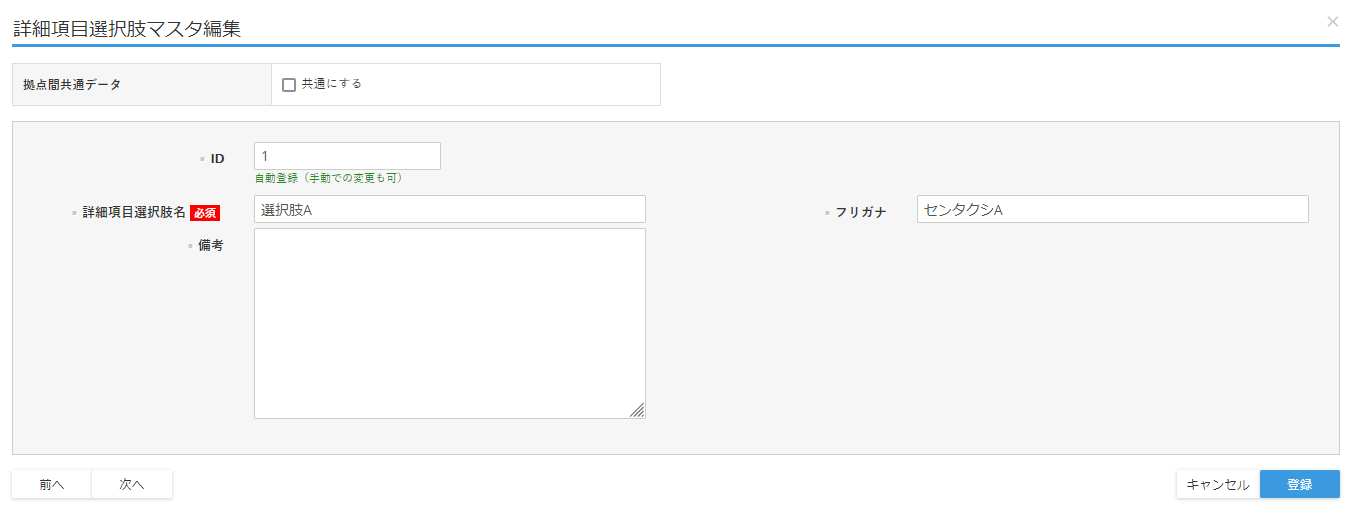 詳細項目選択肢マスタ編集
×
拠点間共通データ 共通にする
ID 1
自動登録（手動での変更も可）
詳細項目選択肢名 必須 選択肢A フリガナ センタクシA
備考
前へ 次へ キャンセル 登録